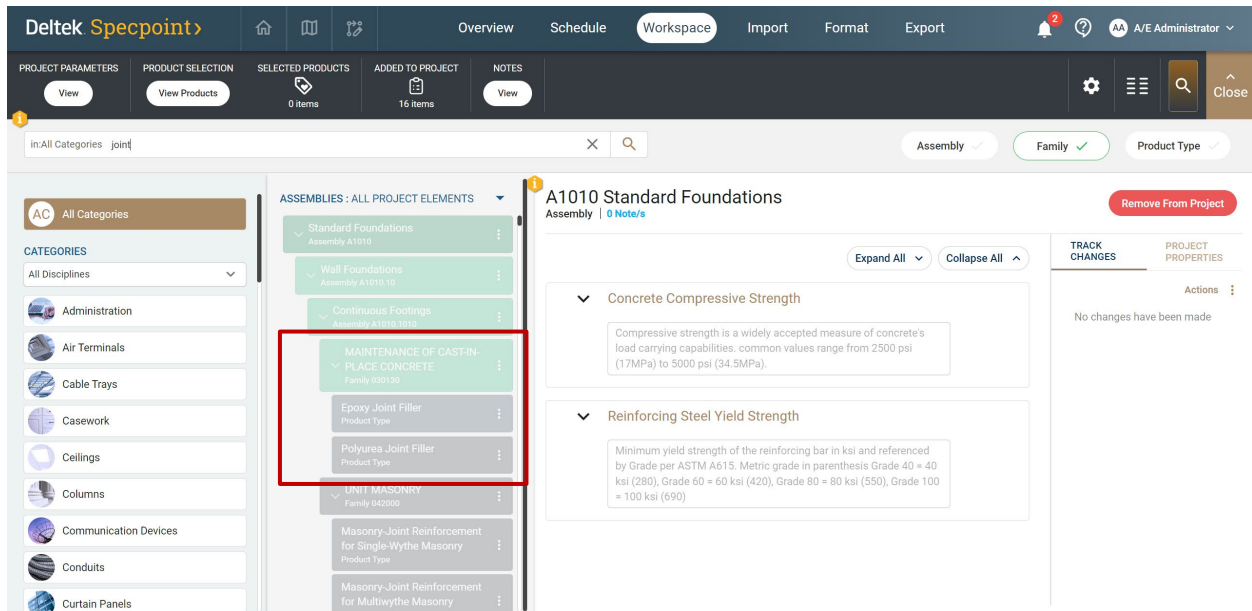 Deltek Specpoint>
Overview
Schedule
Workspace
Import
Format
Export
2
AA
A/E Administrator
PROJECT PARAMETERS
View
PRODUCT SELECTION
View Products
SELECTED PRODUCTS
0 items
ADDED TO PROJECT
16 items
NOTES
View
Close
i
in:All Categories joint
Assembly
Family
Product Type
AC
All Categories
CATEGORIES
All Disciplines
Administration
Air Terminals
Cable Trays
Casework
Ceilings
Columns
Communication Devices
Conduits
Curtain Panels
ASSEMBLIES : ALL PROJECT ELEMENTS
Standard Foundations
Assembly A1010
Wall Foundations
Assembly A1010.10
Continuous Footings
Assembly A1010.1010
MAINTENANCE OF CAST-IN-
PLACE CONCRETE
Family 030130
Epoxy Joint Filler
Product Type
Polyurea Joint Filler
Product Type
UNIT MASONRY
Family 042000
Masonry-Joint Reinforcement
for Single-Wythe Masonry
Product Type
Masonry-Joint Reinforcement
for Multiwythe Masonry
i
A1010 Standard Foundations
Assembly | 0 Note/s
Remove From Project
Expand All
Collapse All
Concrete Compressive Strength
Compressive strength is a widely accepted measure of concrete's
load carrying capabilities. common values range from 2500 psi
(17MPa) to 5000 psi (34.5MPa).
Reinforcing Steel Yield Strength
Minimum yield strength of the reinforcing bar in ksi and referenced
by Grade per ASTM A615. Metric grade in parenthesis Grade 40 = 40
ksi (280), Grade 60 = 60 ksi (420), Grade 80 = 80 ksi (550), Grade 100
= 100 ksi (690)
TRACK
CHANGES
PROJECT
PROPERTIES
Actions
No changes have been made